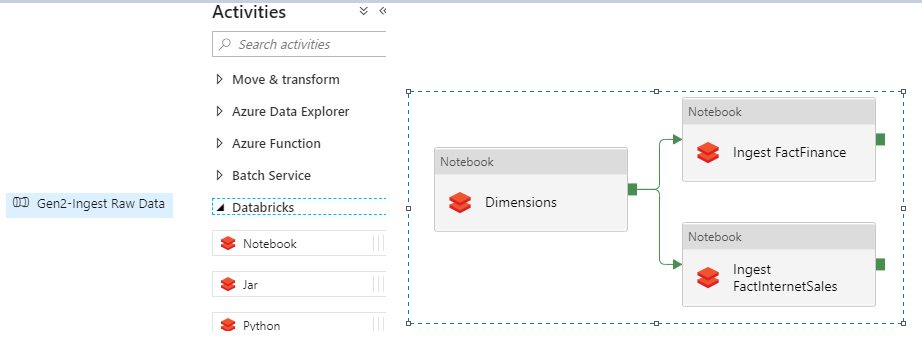 Activities
Search activities
Move & transform
Azure Data Explorer
Azure Function
Batch Service
Gen2-Ingest Raw Data
Databricks
Notebook
Jar
Python
Notebook
Dimensions
Notebook
Ingest FactFinance
Notebook
Ingest
FactInternetSales